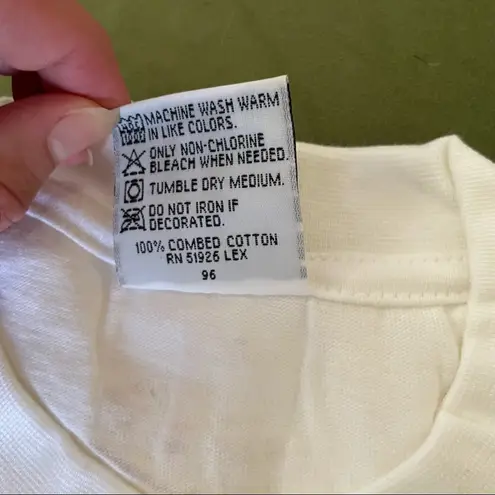 MACHINE WASH WARM
IN LIKE COLORS.
ONLY NON-CHLORINE
BLEACH WHEN NEEDED.
TUMBLE DRY MEDIUM.
DO NOT IRON IF
DECORATED.
100% COMBED COTTON
RN 51926 LEX
96